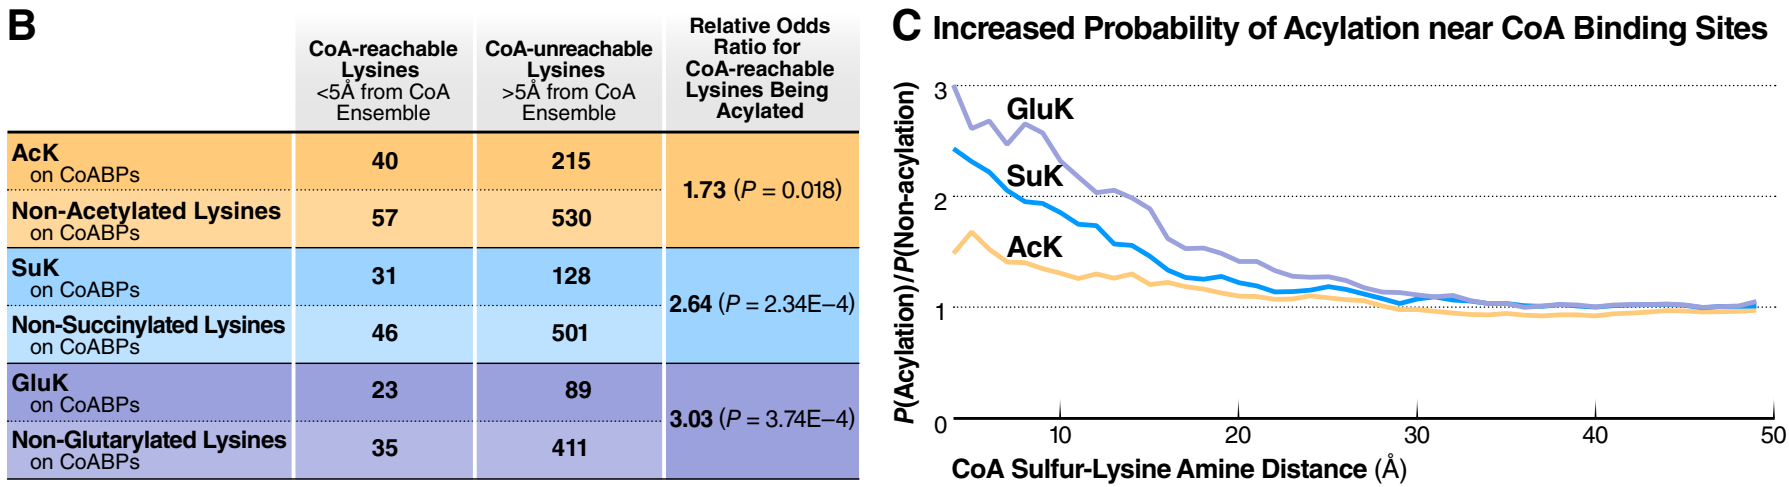 B
CoA-reachable
Lysines
<5Å from CoA
Ensemble
CoA-unreachable
Lysines
>5Å from CoA
Ensemble
Relative Odds
Ratio for
CoA-reachable
Lysines Being
Acylated
AcK
on CoABPs
40
215
1.73 (P = 0.018)
Non-Acetylated Lysines
on CoABPs
57
530
SuK
on CoABPs
31
128
2.64 (P = 2.34E−4)
Non-Succinylated Lysines
on CoABPs
46
501
GluK
on CoABPs
23
89
3.03 (P = 3.74E−4)
Non-Glutarylated Lysines
on CoABPs
35
411
C Increased Probability of Acylation near CoA Binding Sites
P(Acylation)/P(Non-acylation)
3
2
1
0
GluK
SuK
AcK
10 20 30 40 50
CoA Sulfur-Lysine Amine Distance (Å)